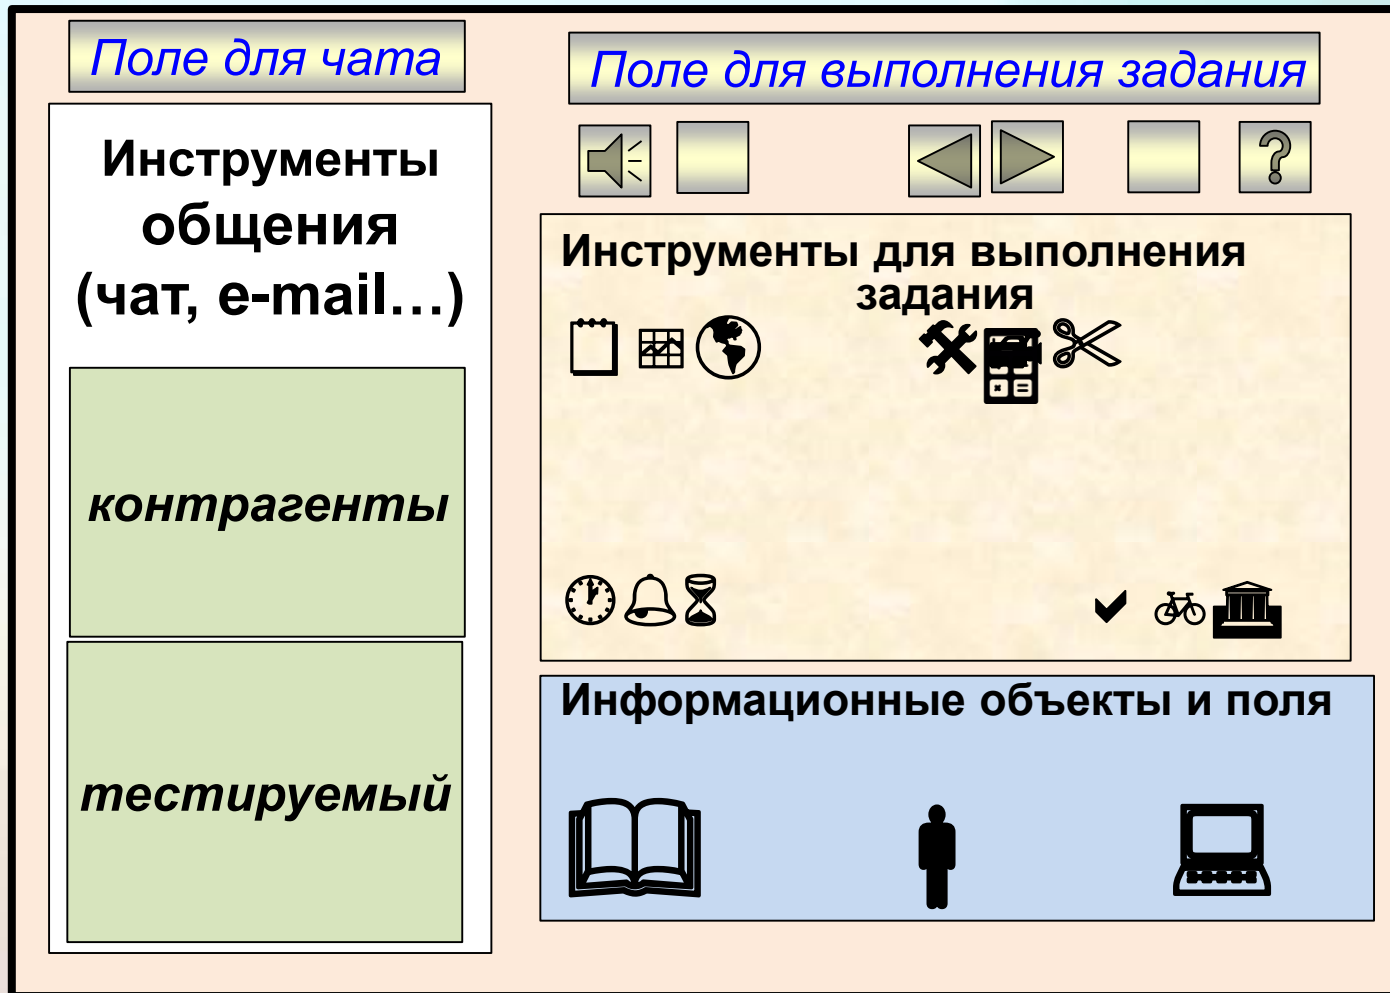 Поле для чата
Инструменты
общения
(чат, e-mail...)
контрагенты
тестируемый
Поле для выполнения задания
?
Инструменты для выполнения
задания
Информационные объекты и поля